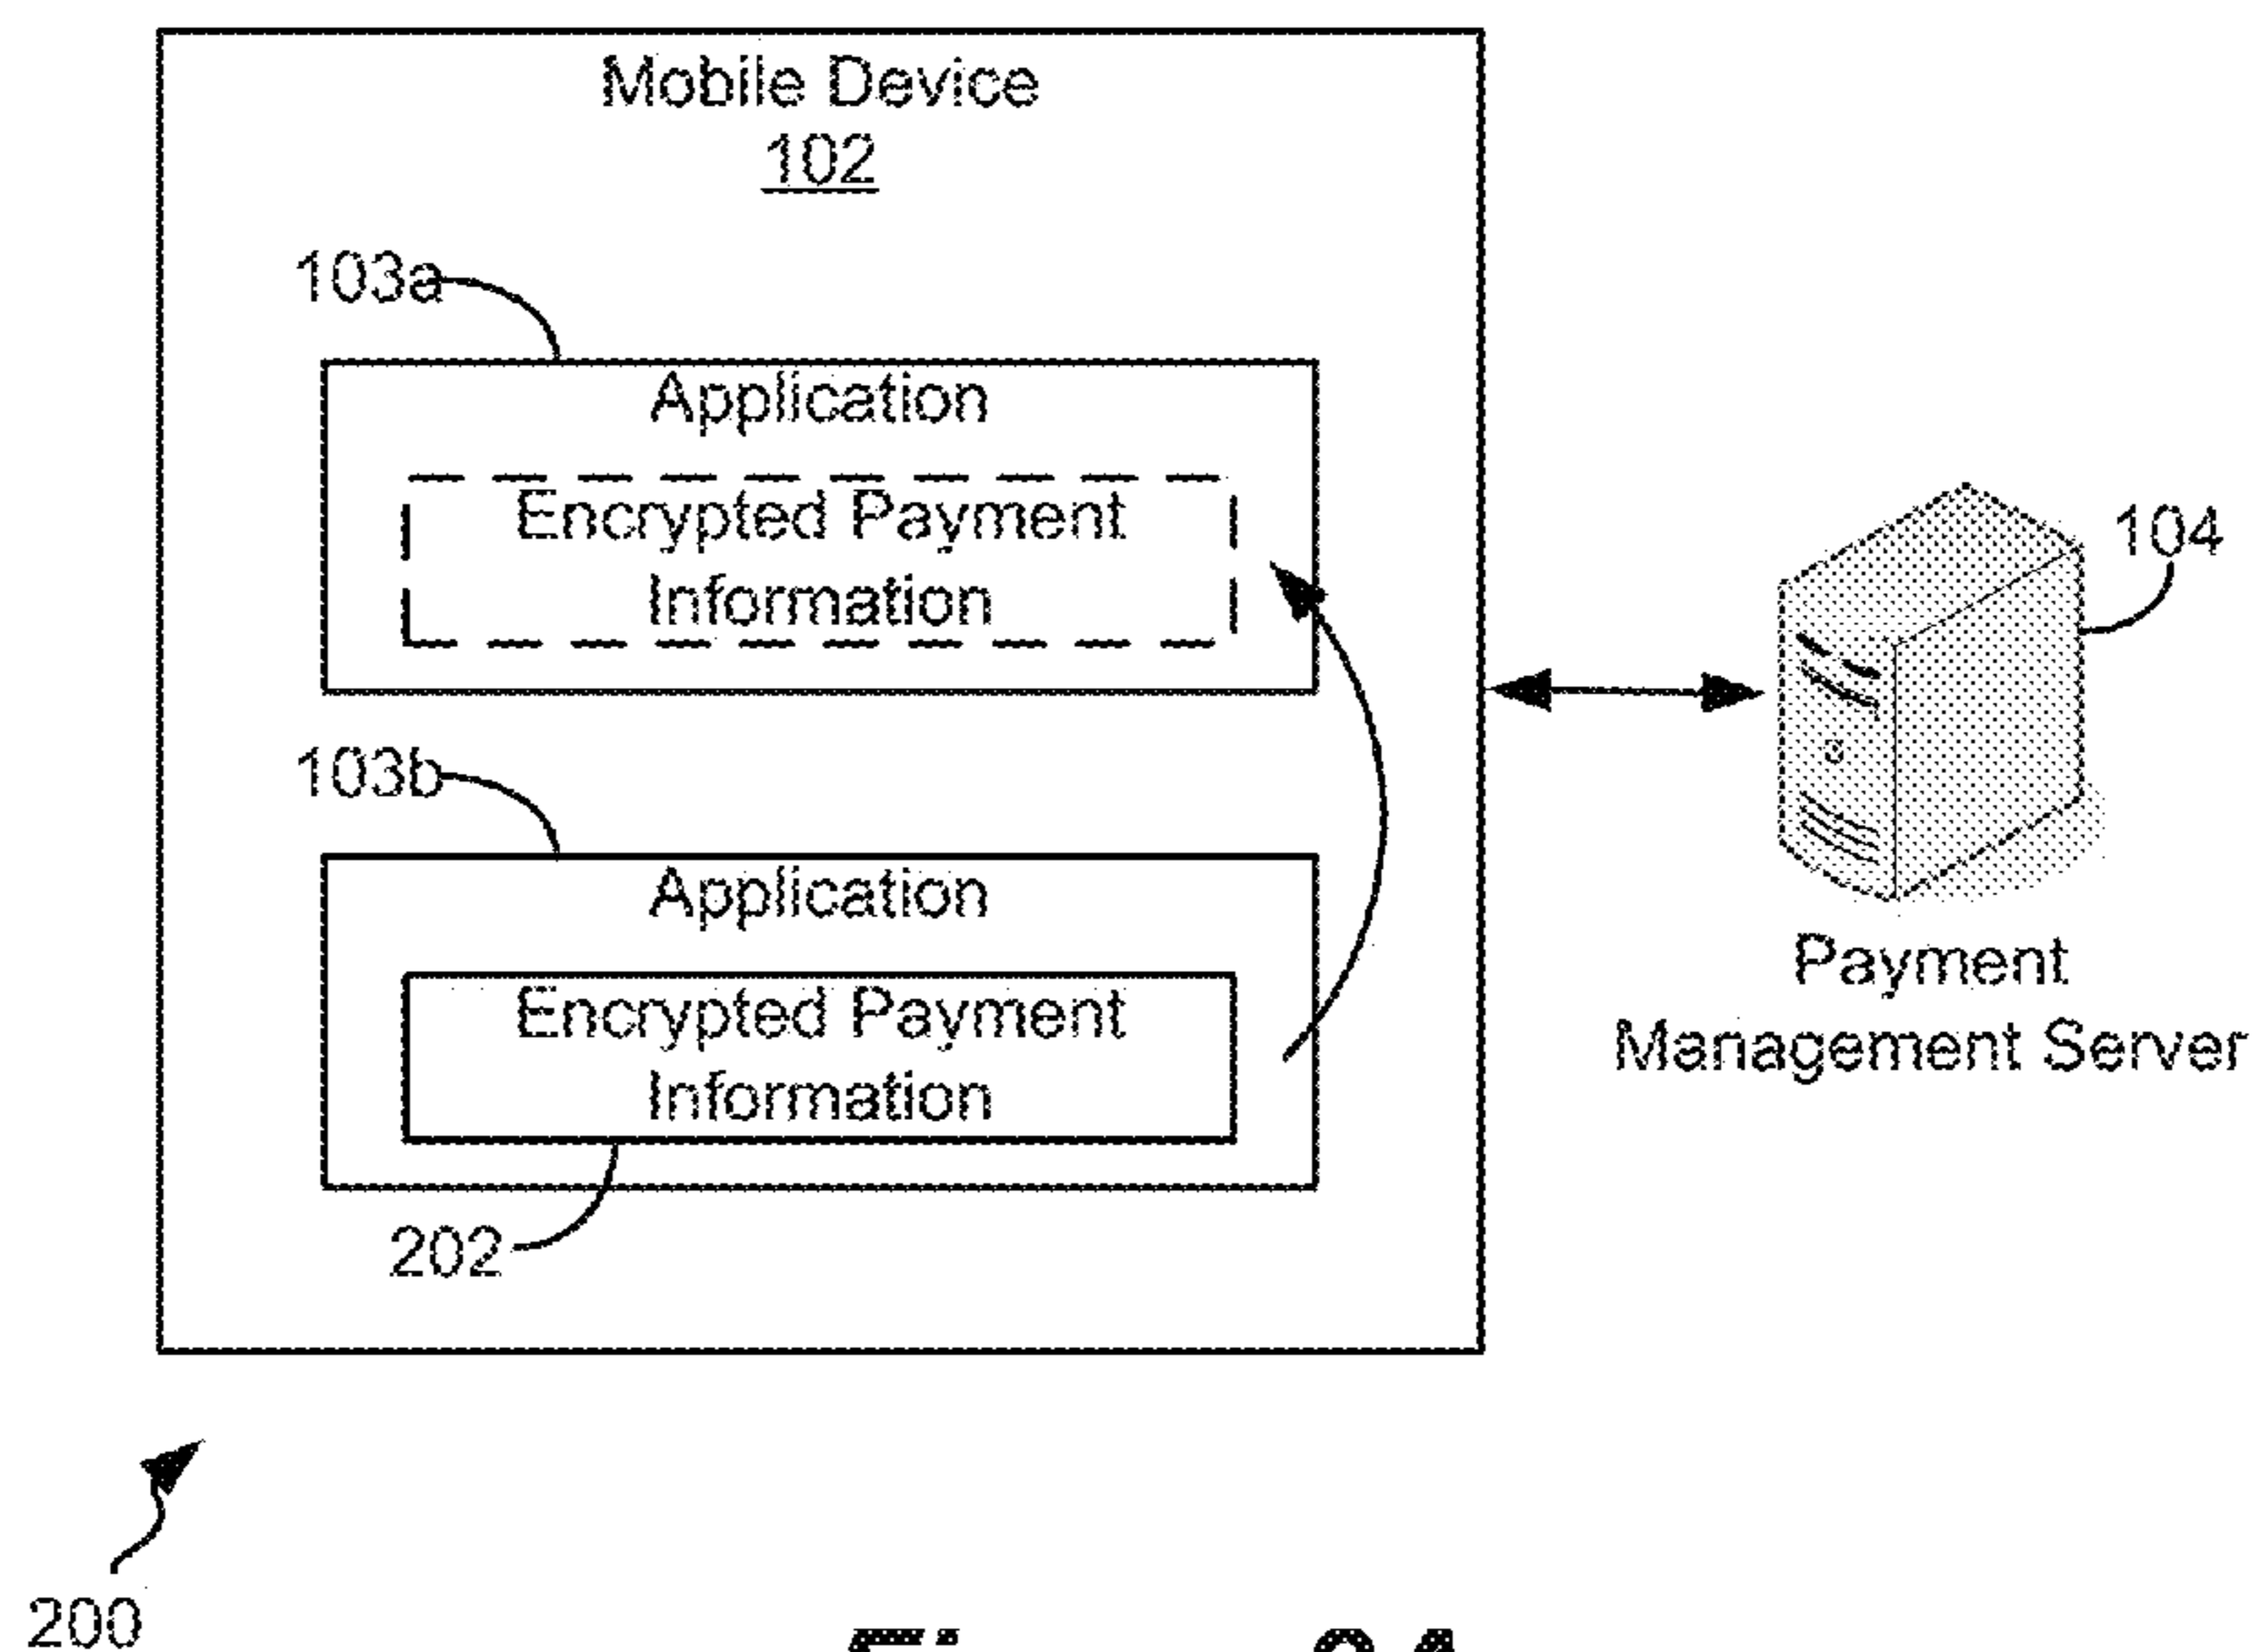 Mobile Device
102
103a
Application
Encrypted Payment
Information
104
103b
Application
Encrypted Payment
Information
202
Payment
Management Server
200